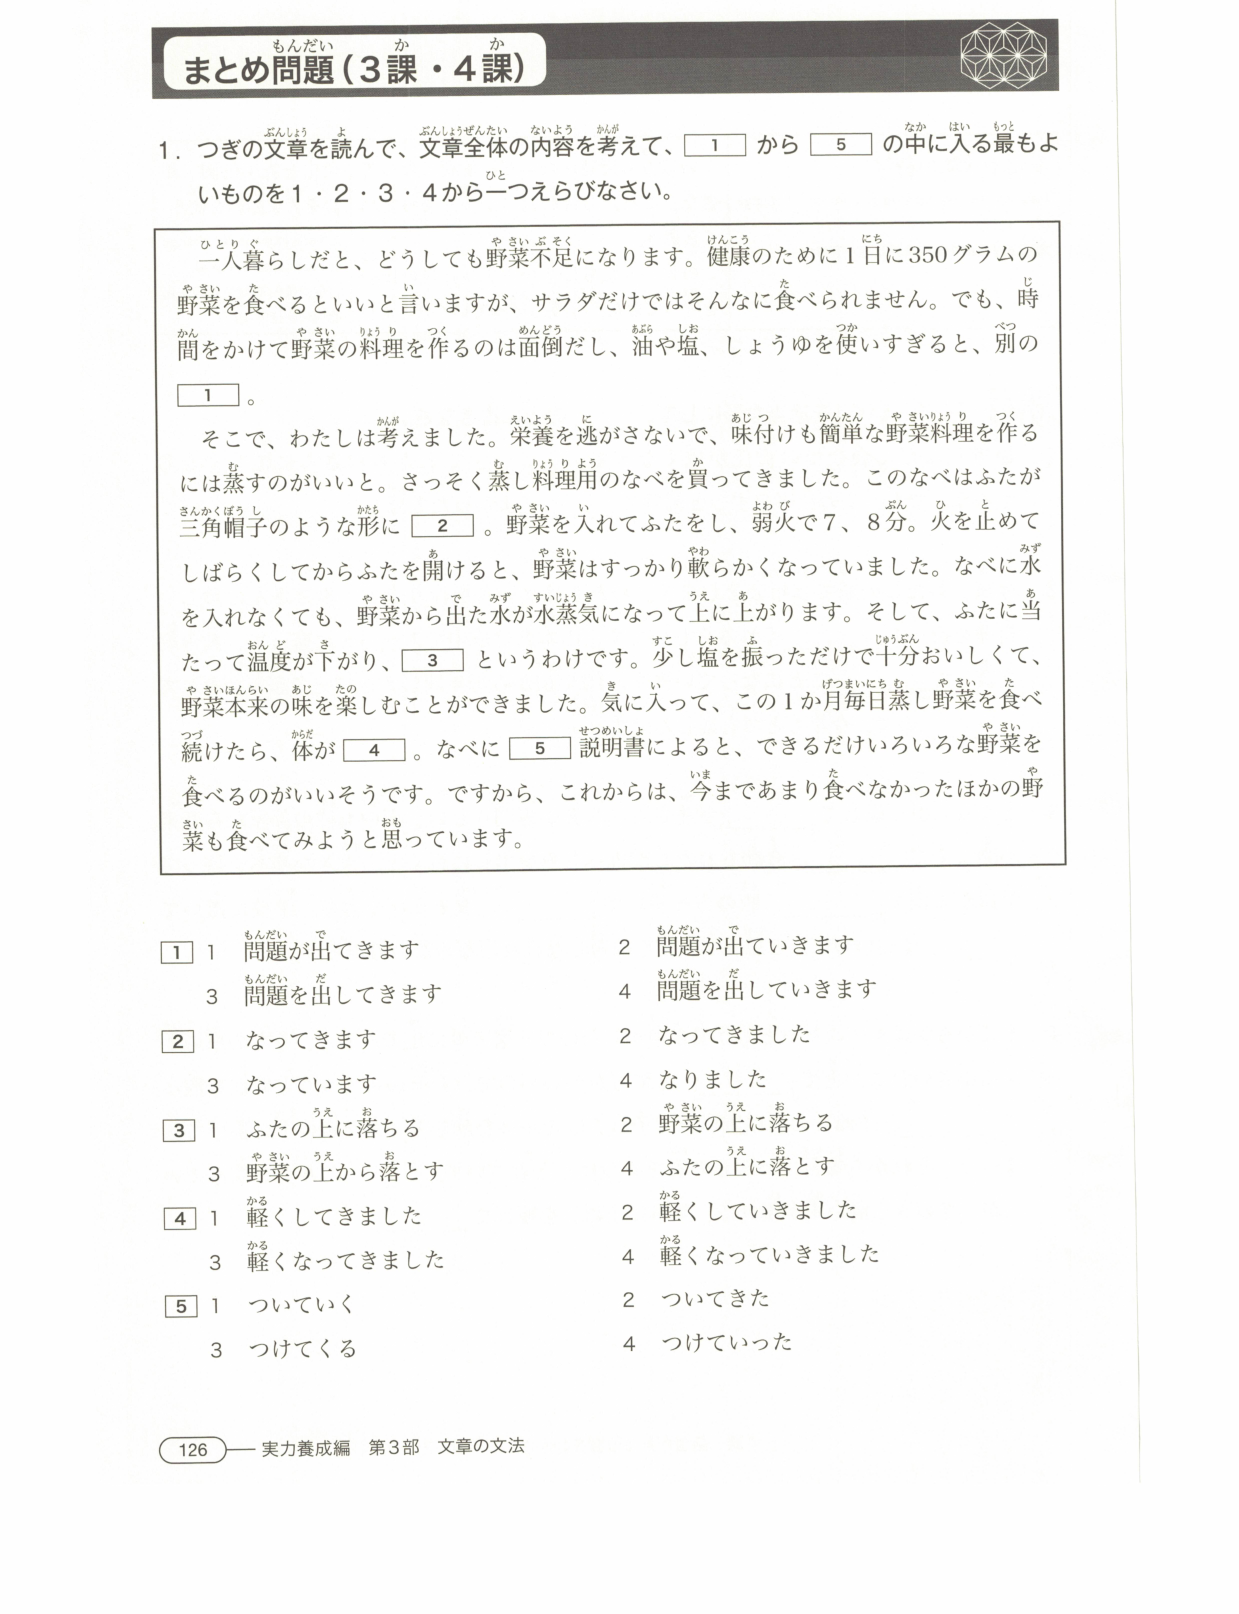 まとめ問題(3課・4課)
1. つぎの文章を読んで、文章全体の内容を考えて、 1 から 5 の中に入る最もよ
いものを1・2・3・4から一つえらびなさい。
一人暮らしだと、どうしても野菜不足になります。健康のために1日に350グラムの
野菜を食べるといいと言いますが、サラダだけではそんなに食べられません。でも、時
間をかけて野菜の料理を作るのは面倒だし、油や塩、しょうゆを使いすぎると、別の
1 。
そこで、わたしは考えました。栄養を逃がさないで、味付けも簡単な野菜料理を作る
には蒸すのがいいと。さっそく蒸し料理用のなべを買ってきました。このなべはふたが
三角帽子のような形に 2 。野菜を入れてふたをし、弱火で7、8分。火を止めて
しばらくしてからふたを開けると、野菜はすっかり軟らかくなっていました。なべに水
を入れなくても、野菜から出た水が水蒸気になって上に上がります。そして、ふたに当
たって温度が下がり、 3 というわけです。少し塩を振っただけで十分おいしくて、
野菜本来の味を楽しむことができました。気に入って、この1か月毎日蒸し野菜を食べ
続けたら、体が 4 。なべに 5 説明書によると、できるだけいろいろな野菜を
食べるのがいいそうです。ですから、これからは、今まであまり食べなかったほかの野
菜も食べてみようと思っています。
1 1 問題が出てきます 2 問題が出ていきます
3 問題を出してきます 4 問題を出していきます
2 1 なってきます 2 なってきました
3 なっています 4 なりました
3 1 ふたの上に落ちる 2 野菜の上に落ちる
3 野菜の上から落とす 4 ふたの上に落とす
4 1 軽くしてきました 2 軽くしていきました
3 軽くなってきました 4 軽くなっていきました
5 1 ついていく 2 ついてきた
3 つけてくる 4 つけていった
126 実力養成編 第3部 文章の文法